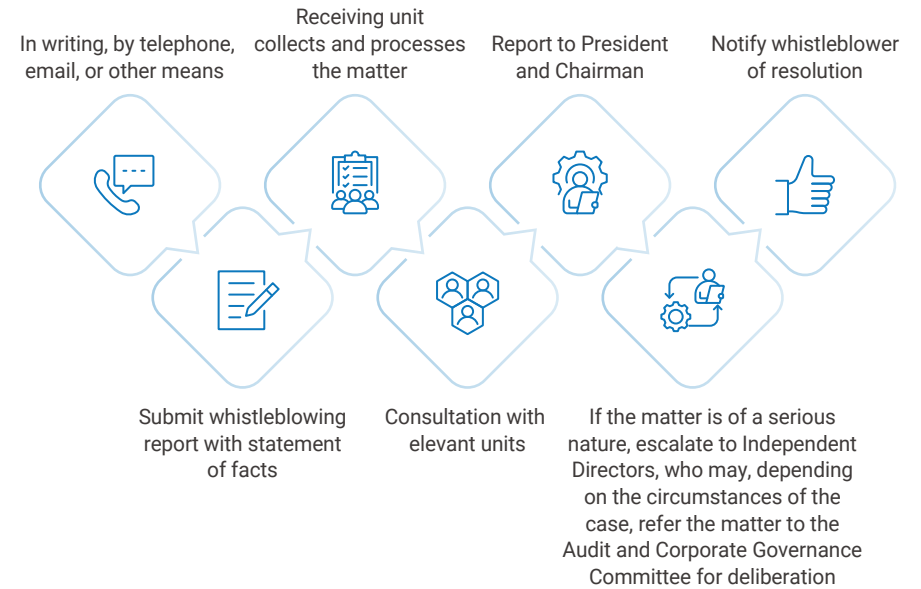 In writing, by telephone,
email, or other means
Submit whistleblowing
report with statement
of facts
Receiving unit
collects and processes
the matter
Consultation with
elevant units
Report to President
and Chairman
If the matter is of a serious
nature, escalate to Independent
Directors, who may, depending
on the circumstances of the
case, refer the matter to the
Audit and Corporate Governance
Committee for deliberation
Notify whistleblower
of resolution